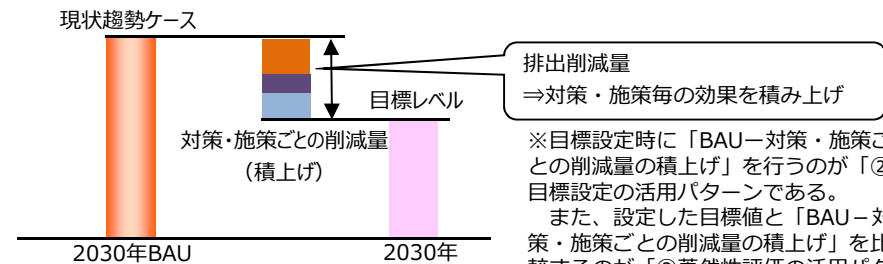 現状趨勢ケース
排出削減量
⇒対策・施策毎の効果を積み上げ
目標レベル
対策・施策ごとの削減量
（積上げ）
※目標設定時に「BAUー対策・施策ご
との削減量の積上げ」を行うのが「②
目標設定の活用パターンである。
また、設定した目標値と「BAU－対
策・施策ごとの削減量の積上げ」を比
2030年BAU
2030年